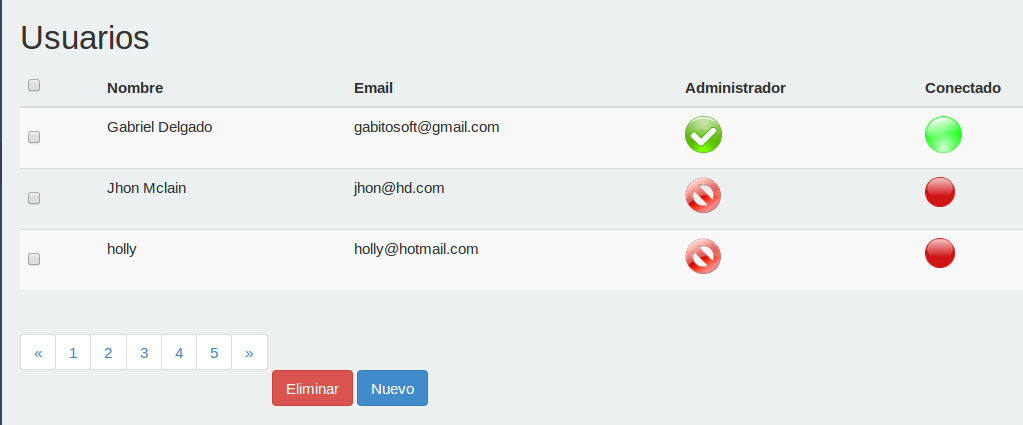 Usuarios
Nombre Email Administrador Conectado
Gabriel Delgado gabitosoft@gmail.com
Jhon Mclain jhon@hd.com
holly holly@hotmail.com
« 1 2 3 4 5 »
Eliminar Nuevo